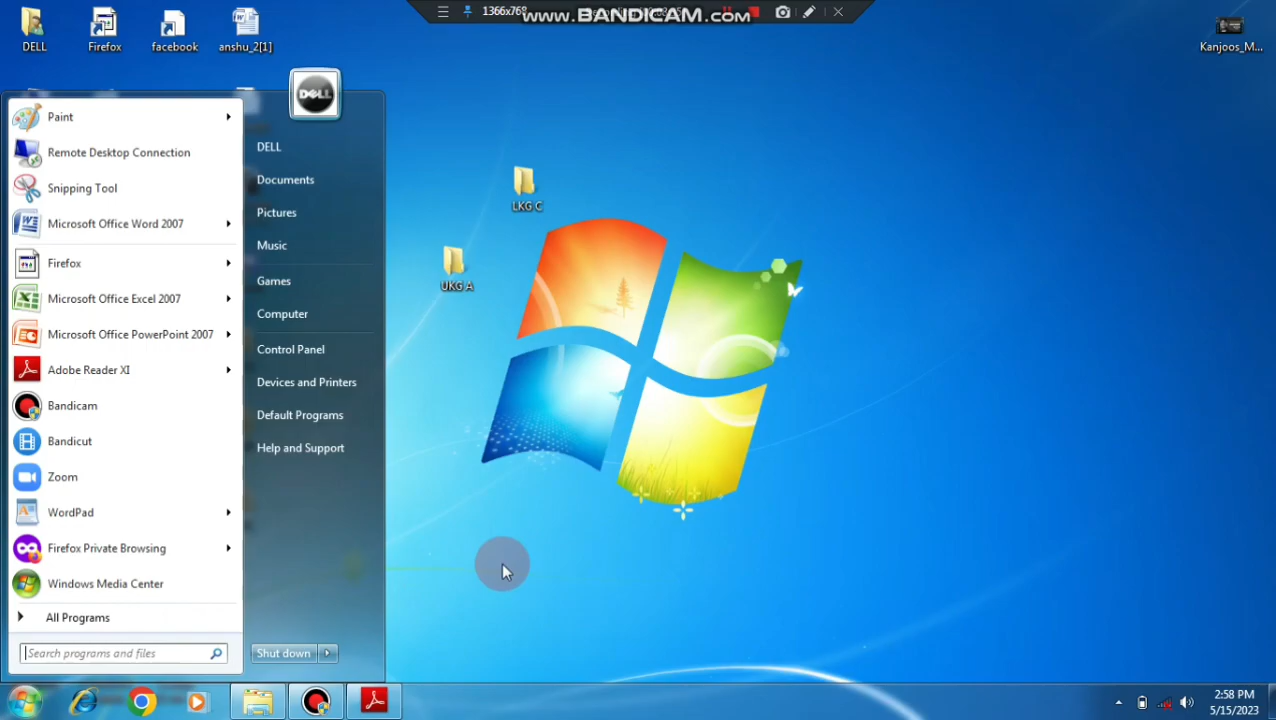 1366x768
www.BANDICAM.com
DELL
Firefox
facebook
anshu_2[1]
Kanjoos_M...
DELL
Paint
Remote Desktop Connection
Snipping Tool
Microsoft Office Word 2007
Firefox
Microsoft Office Excel 2007
Microsoft Office PowerPoint 2007
Adobe Reader XI
Bandicam
Bandicut
Zoom
WordPad
Firefox Private Browsing
Windows Media Center
All Programs
Search programs and files
DELL
Documents
Pictures
Music
Games
Computer
Control Panel
Devices and Printers
Default Programs
Help and Support
Shut down
LKG C
UKG A
2:58 PM
5/15/2023